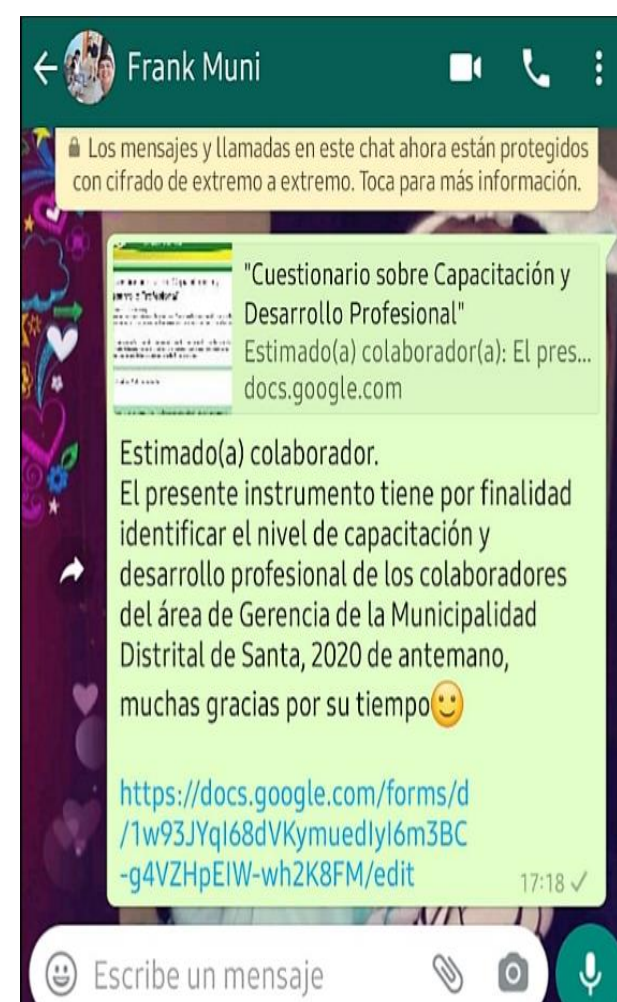 Frank Muni
Los mensajes y llamadas en este chat ahora están protegidos
con cifrado de extremo a extremo. Toca para más información.
"Cuestionario sobre Capacitación y
Desarrollo Profesional"
Estimado(a) colaborador(a): El pres...
docs.google.com
Estimado(a) colaborador.
El presente instrumento tiene por finalidad
identificar el nivel de capacitación y
desarrollo profesional de los colaboradores
del área de Gerencia de la Municipalidad
Distrital de Santa, 2020 de antemano,
muchas gracias por su tiempo🙂
https://docs.google.com/forms/d
/1w93JYqI68dVKymuedIyI6m3BC
-g4VZHpEIW-wh2K8FM/edit
17:18
Escribe un mensaje